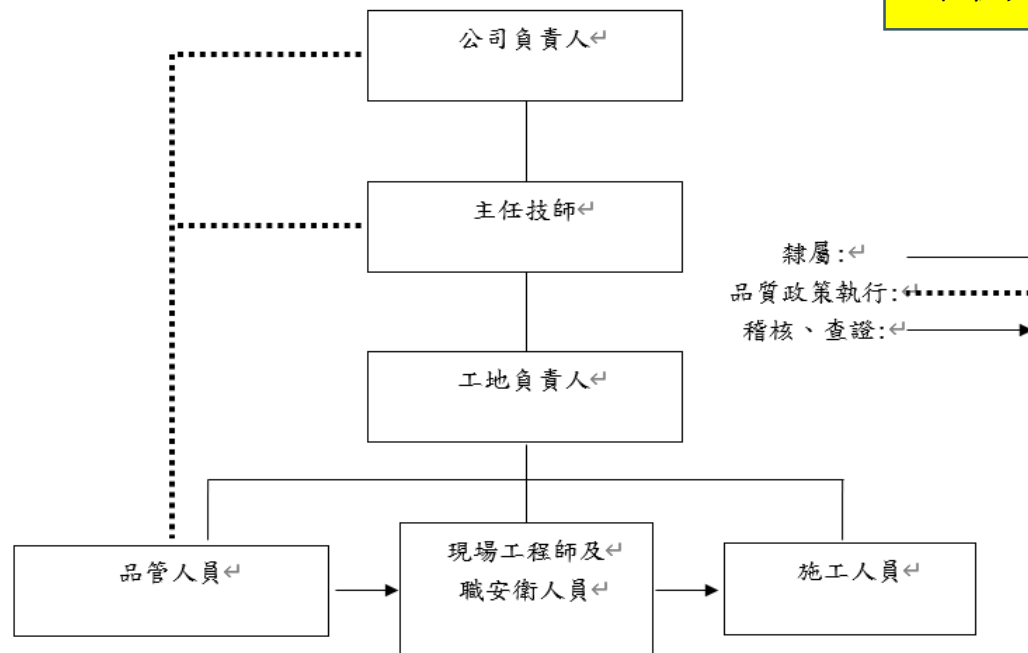 公司負責人
主任技師
隸屬:
品質政策執行:
稽核、查證:
工地負責人
品管人員
現場工程師及
職安衛人員
施工人員